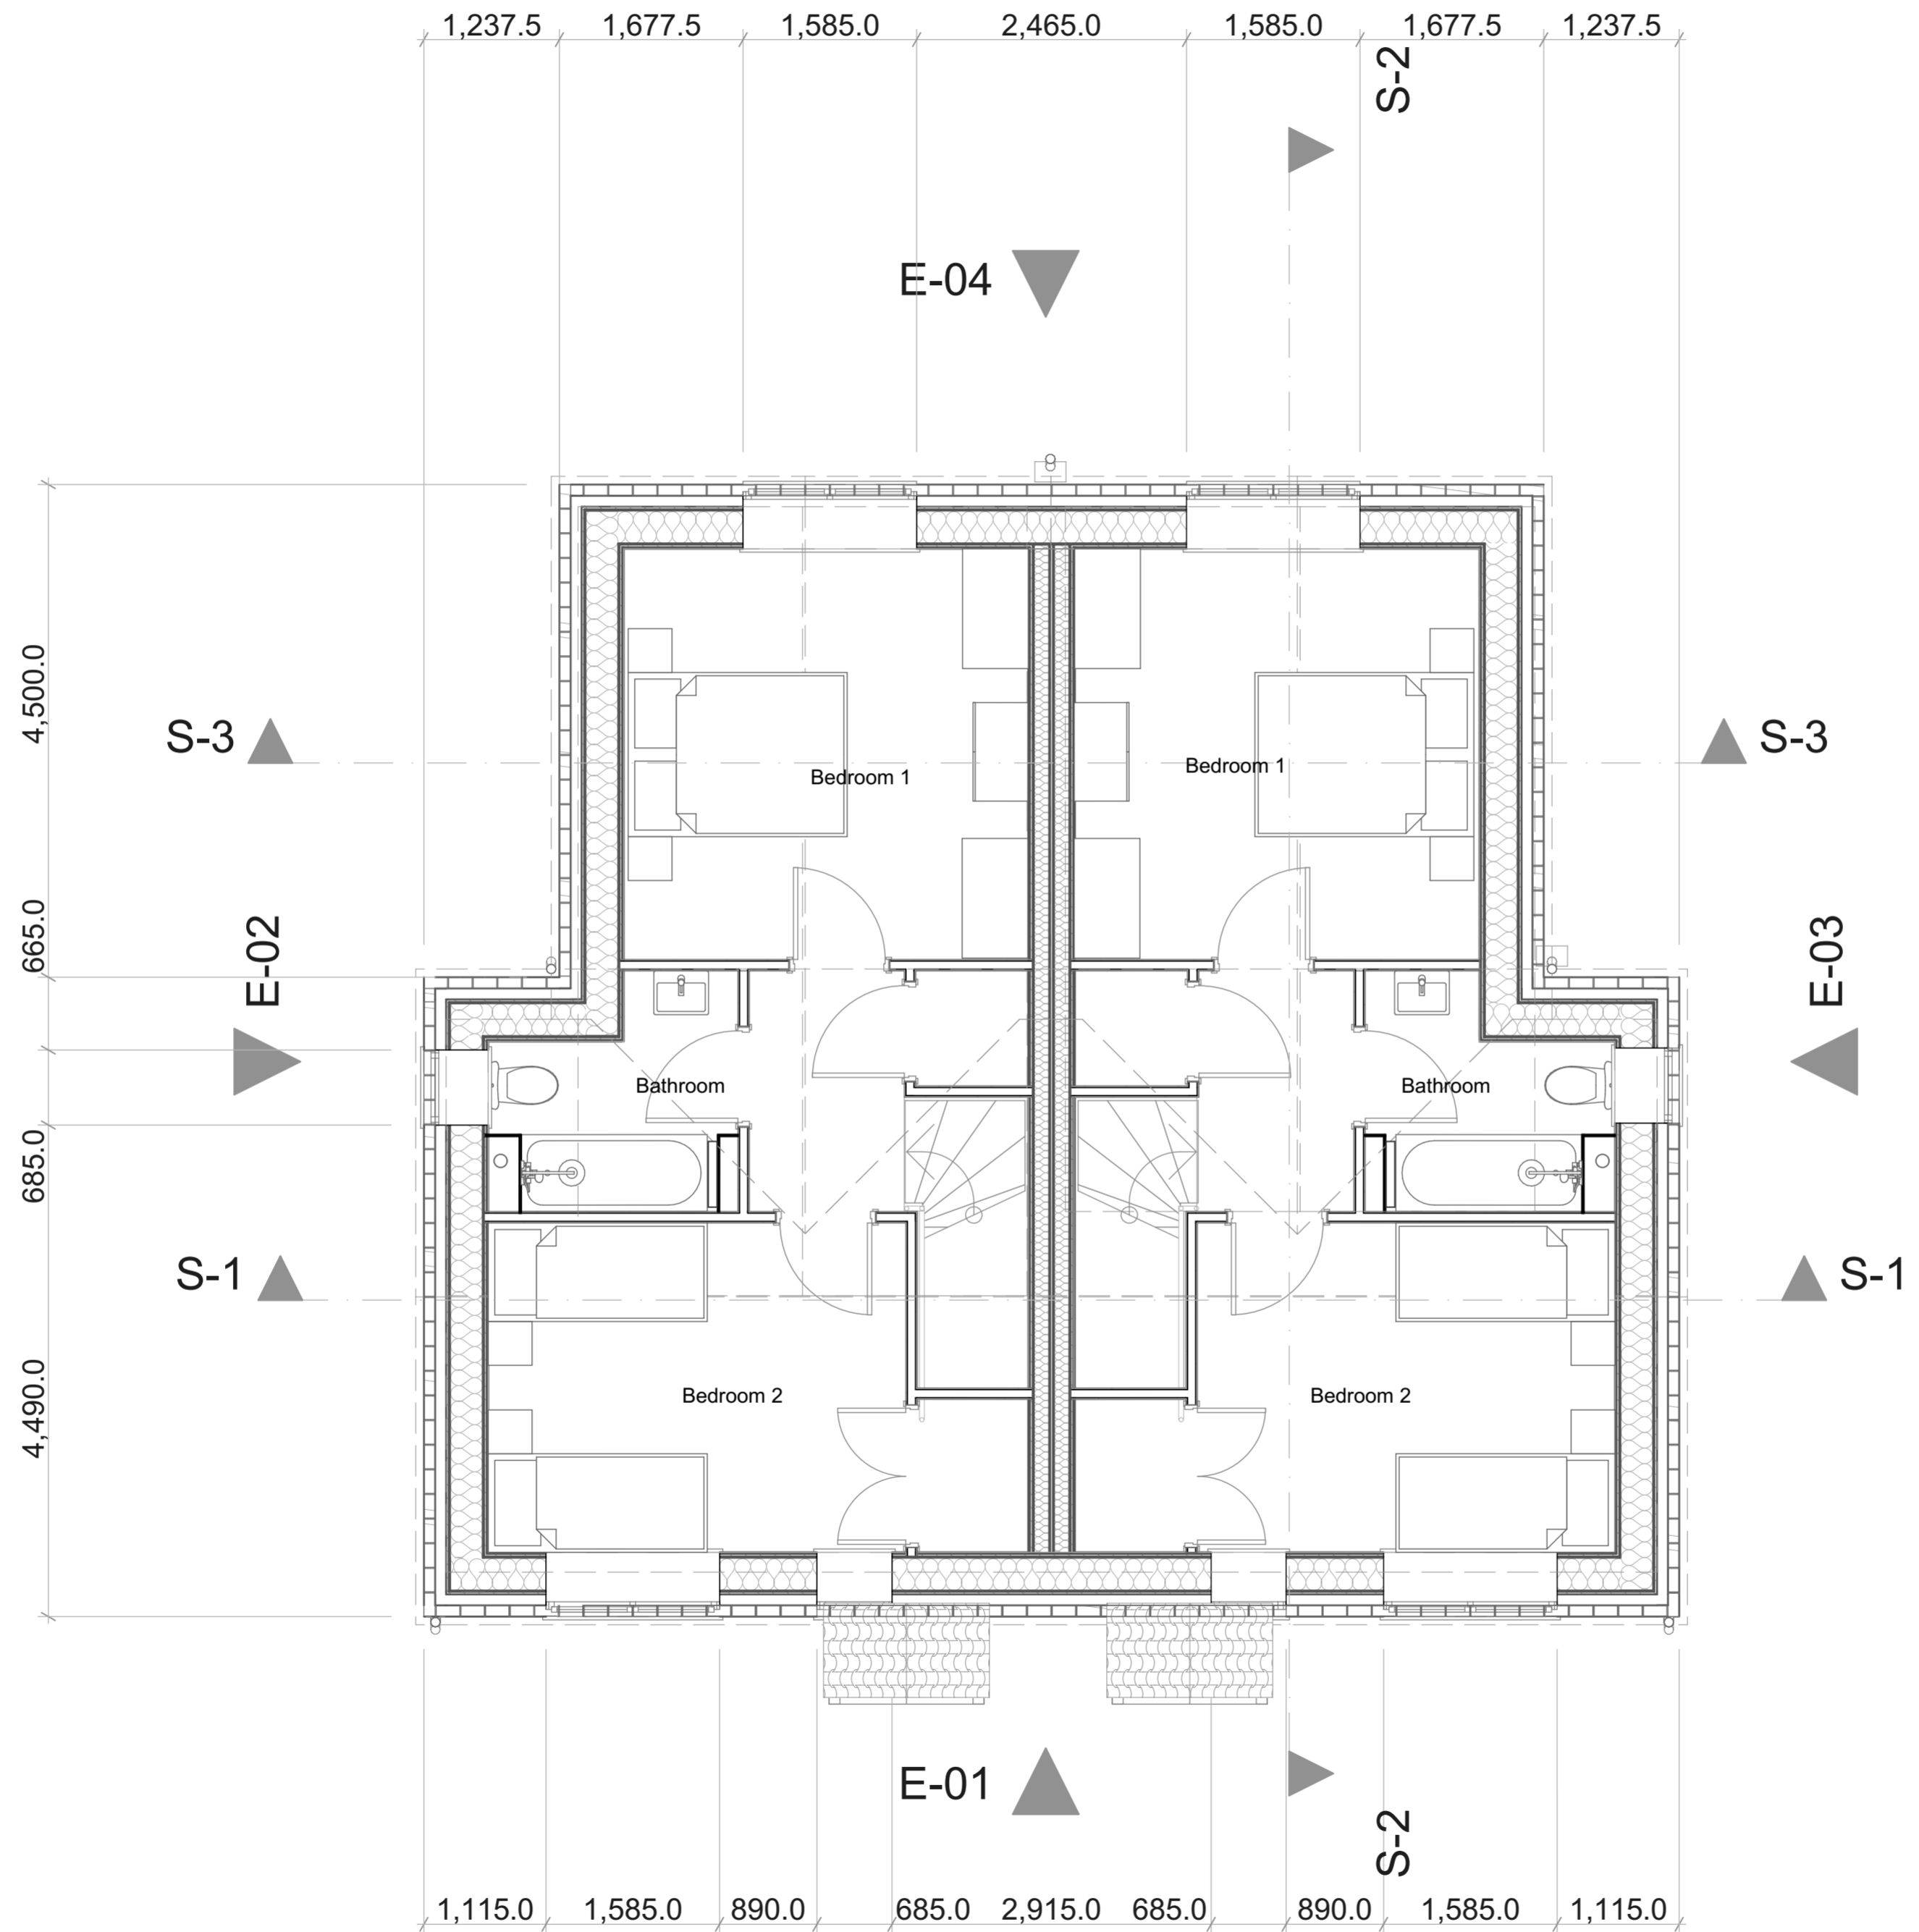 1,237.5 1,677.5 1,585.0 2,465.0 1,585.0 1,677.5 1,237.5
S-2
E-04
4,500.0
S-3
S-3
Bedroom 1
Bedroom 1
665.0
E-02
E-03
Bathroom
Bathroom
685.0
S-1
S-1
4,490.0
Bedroom 2
Bedroom 2
E-01
S-2
1,115.0 1,585.0 890.0 685.0 2,915.0 685.0 890.0 1,585.0 1,115.0